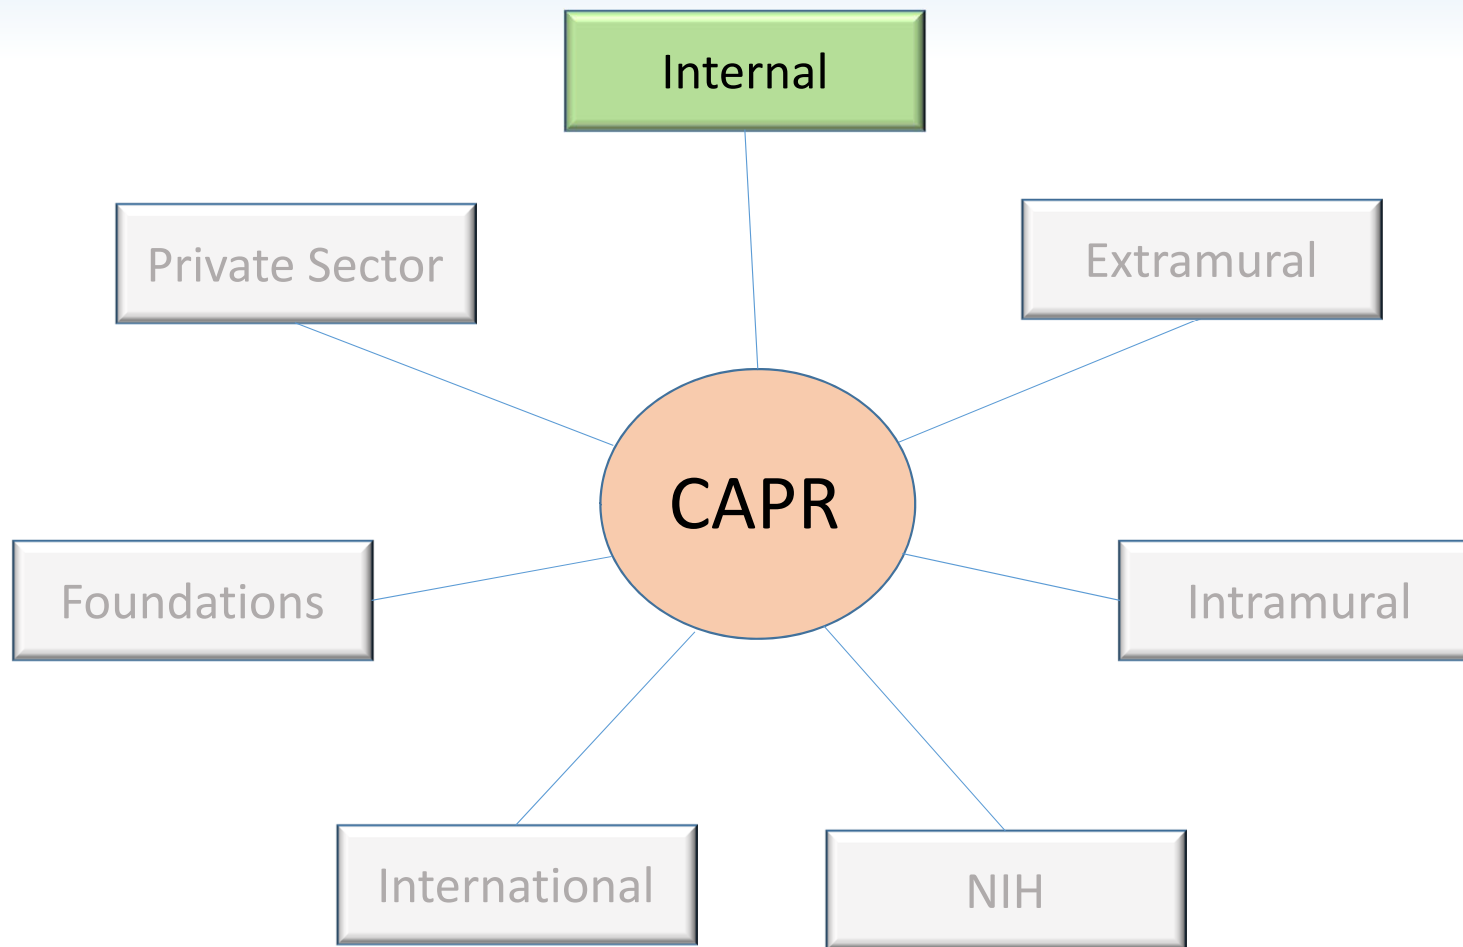 Internal
Private Sector
Extramural
CAPR
Foundations
Intramural
International
NIH